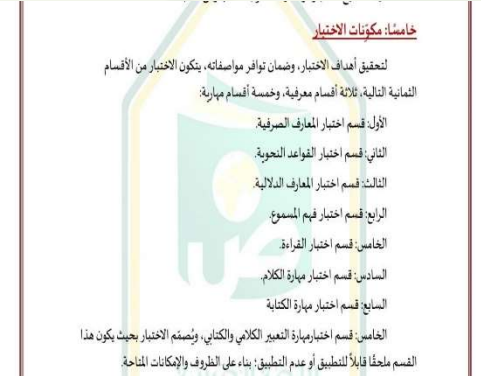 خامسًا: مكوّنات الاختبار
لتحقيق أهداف الاختبار، وضمان توافر مواصفاته، يتكون الاختبار من الأقسام
الثمانية التالية، ثلاثة أقسام معرفية، وخمسة أقسام مهارية:
الأول: قسم اختبار المعارف الصرفية.
الثاني: قسم اختبار القواعد النحوية.
الثالث: قسم اختبار المعارف الدلالية.
الرابع: قسم اختبار فهم المسموع.
الخامس: قسم اختبار القراءة.
السادس: قسم اختبار مهارة الكلام.
السابع: قسم اختبار مهارة الكتابة
الخامس: قسم اختبارمهارة التعبير الكلامي والكتابي، ويُصمّم الاختبار بحيث يكون هذا
القسم ملحقًا قابلاً للتطبيق أو عدم التطبيق؛ بناء على الظروف والإمكانات المتاحة.